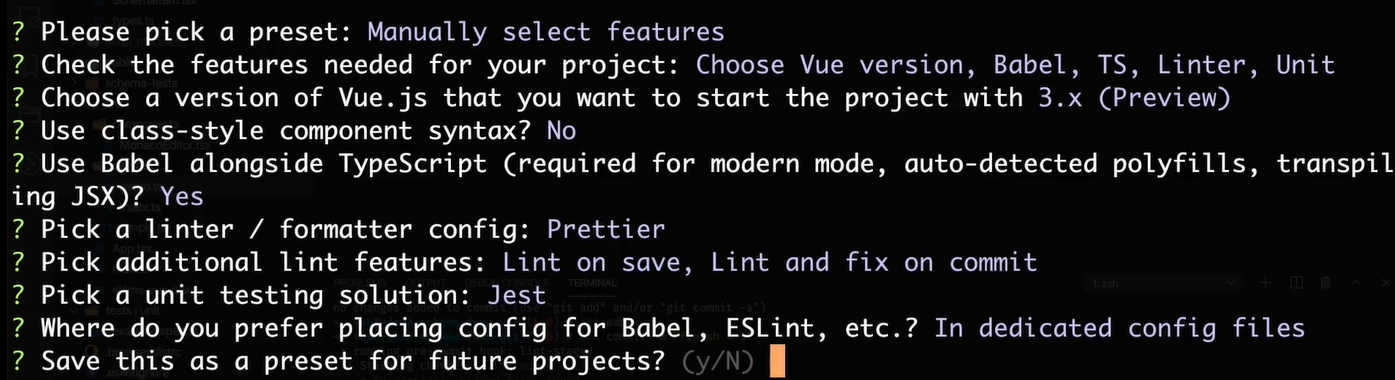 ? Please pick a preset: Manually select features
? Check the features needed for your project: Choose Vue version, Babel, TS, Linter, Unit
? Choose a version of Vue.js that you want to start the project with 3.x (Preview)
? Use class-style component syntax? No
? Use Babel alongside TypeScript (required for modern mode, auto-detected polyfills, transpil
ing JSX)? Yes
? Pick a linter / formatter config: Prettier
? Pick additional lint features: Lint on save, Lint and fix on commit
1: zsh
? Pick a unit testing solution: Jest
? Where do you prefer placing config for Babel, ESLint, etc.? In dedicated config files
? Save this as a preset for future projects? (y/N)